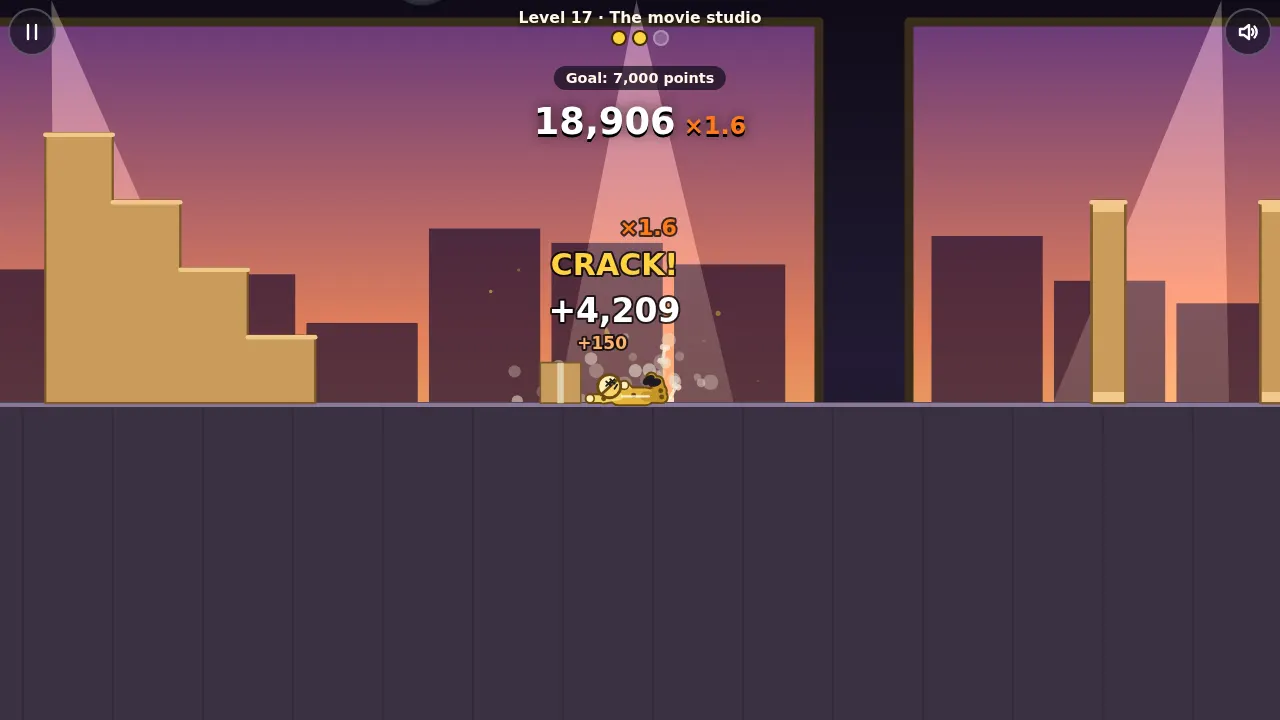 Level 17 · The movie studio
Goal: 7,000 points
18,906 ×1.6
×1.6
CRACK!
+4,209
+150